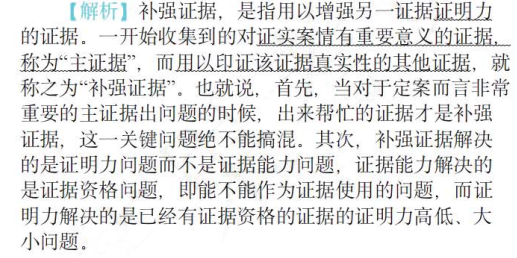 【解析】补强证据，是指用以增强另一证据证明力
的证据。一开始收集到的对证实案情有重要意义的证据，
称为“主证据”，而用以印证该证据真实性的其他证据，就
称之为“补强证据”。也就说，首先，当对于定案而言非常
重要的主证据出问题的时候，出来帮忙的证据才是补强
证据，这一关键问题绝不能搞混。其次，补强证据解决
的是证明力问题而不是证据能力问题，证据能力解决的
是证据资格问题，即能不能作为证据使用的问题，而证
明力解决的是已经有证据资格的证据的证明力高低、大
小问题。